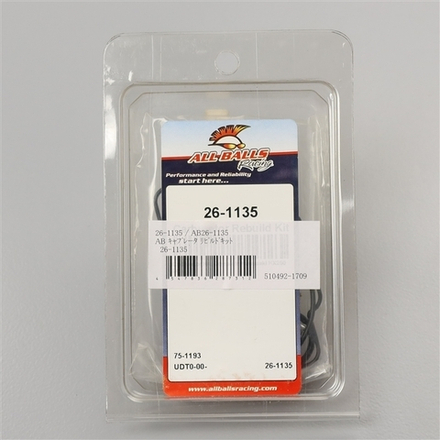 ALL BALLS
Racing
Performance and Reliability
start here...
26-1135
26-1135 / AB26-1135
AB キャブレータ リビルドキット
26-1135
510492-1709
75-1193
UDT0-00-
26-1135
www.allballsracing.com